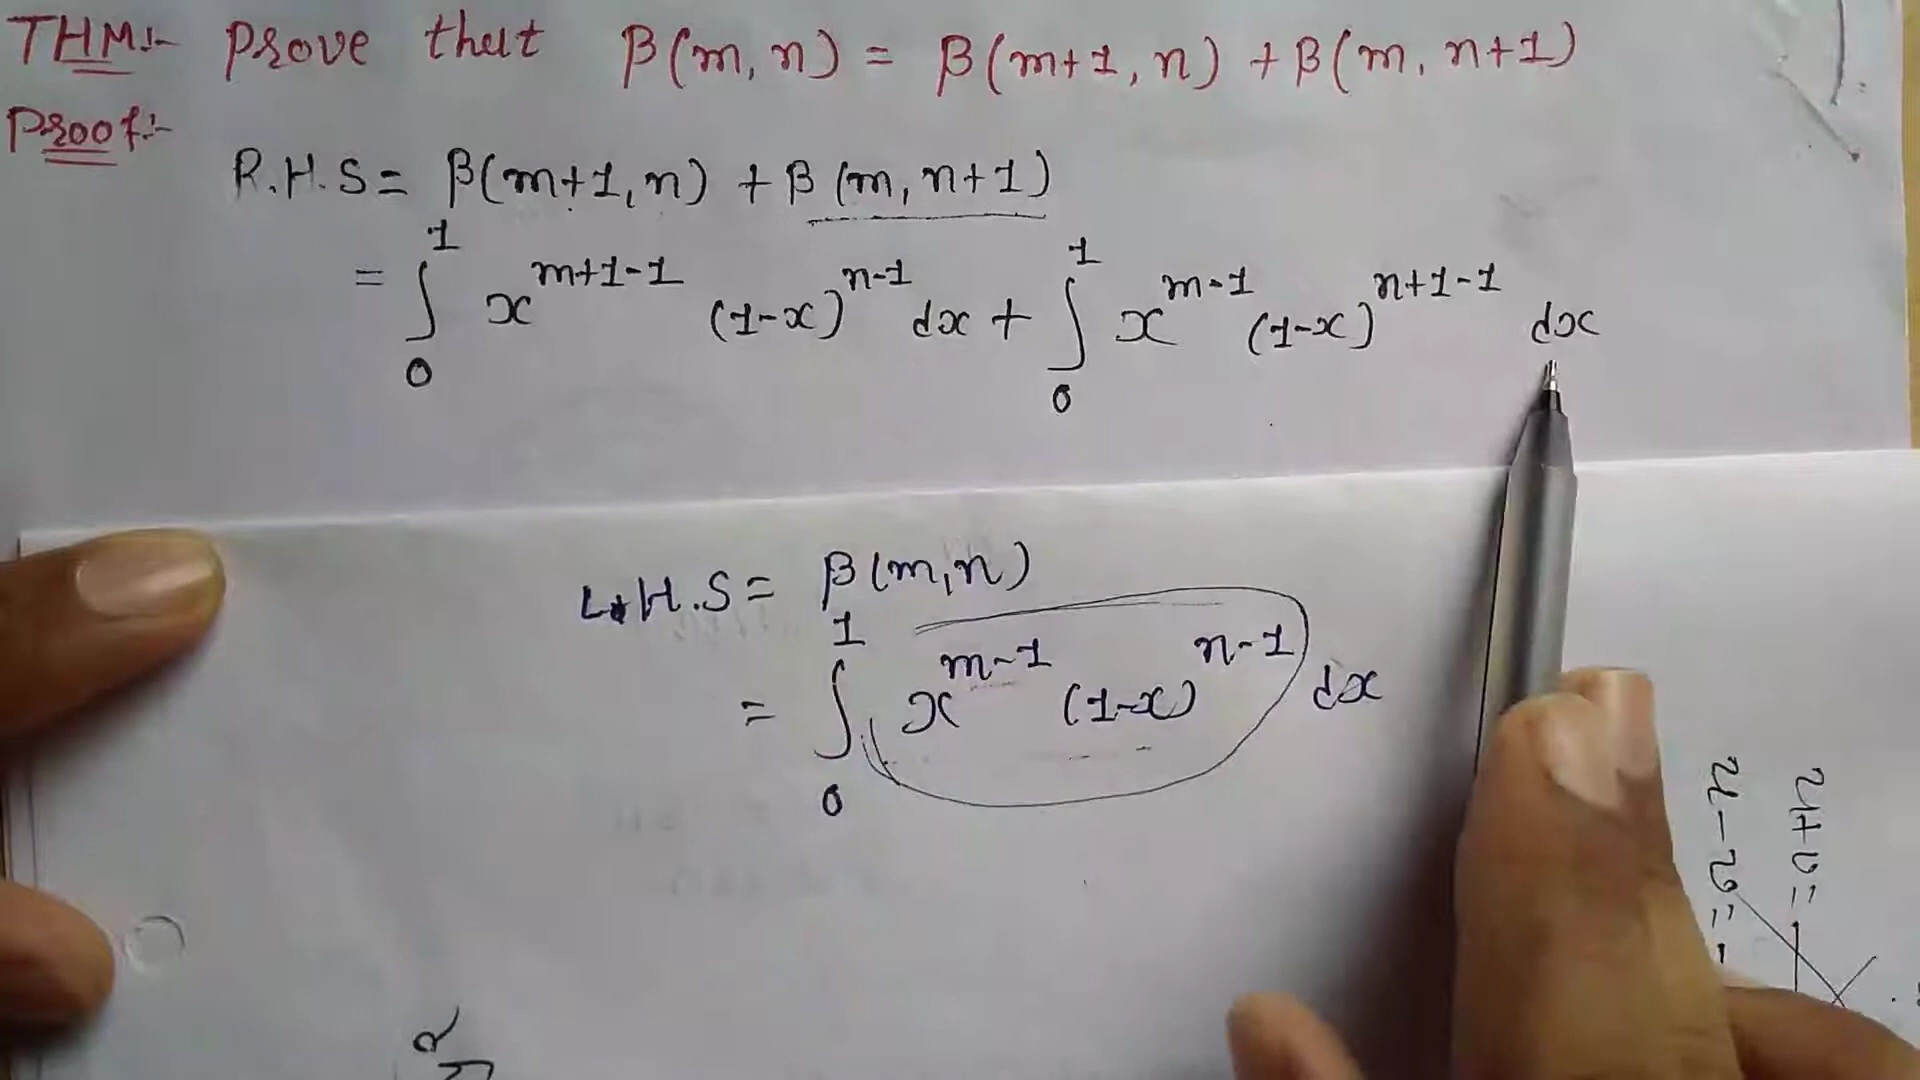 THM:- Prove that β(m, n) = β(m+1, n) + β(m, n+1)
Proof:-
R.H.S = β(m+1, n) + β(m, n+1)
= ∫₀¹ x^{m+1-1} (1-x)^{n-1} dx + ∫₀¹ x^{m-1} (1-x)^{n+1-1} dx
L.H.S = β(m, n)
= ∫₀¹ x^{m-1} (1-x)^{n-1} dx
u+v=
u-v=-